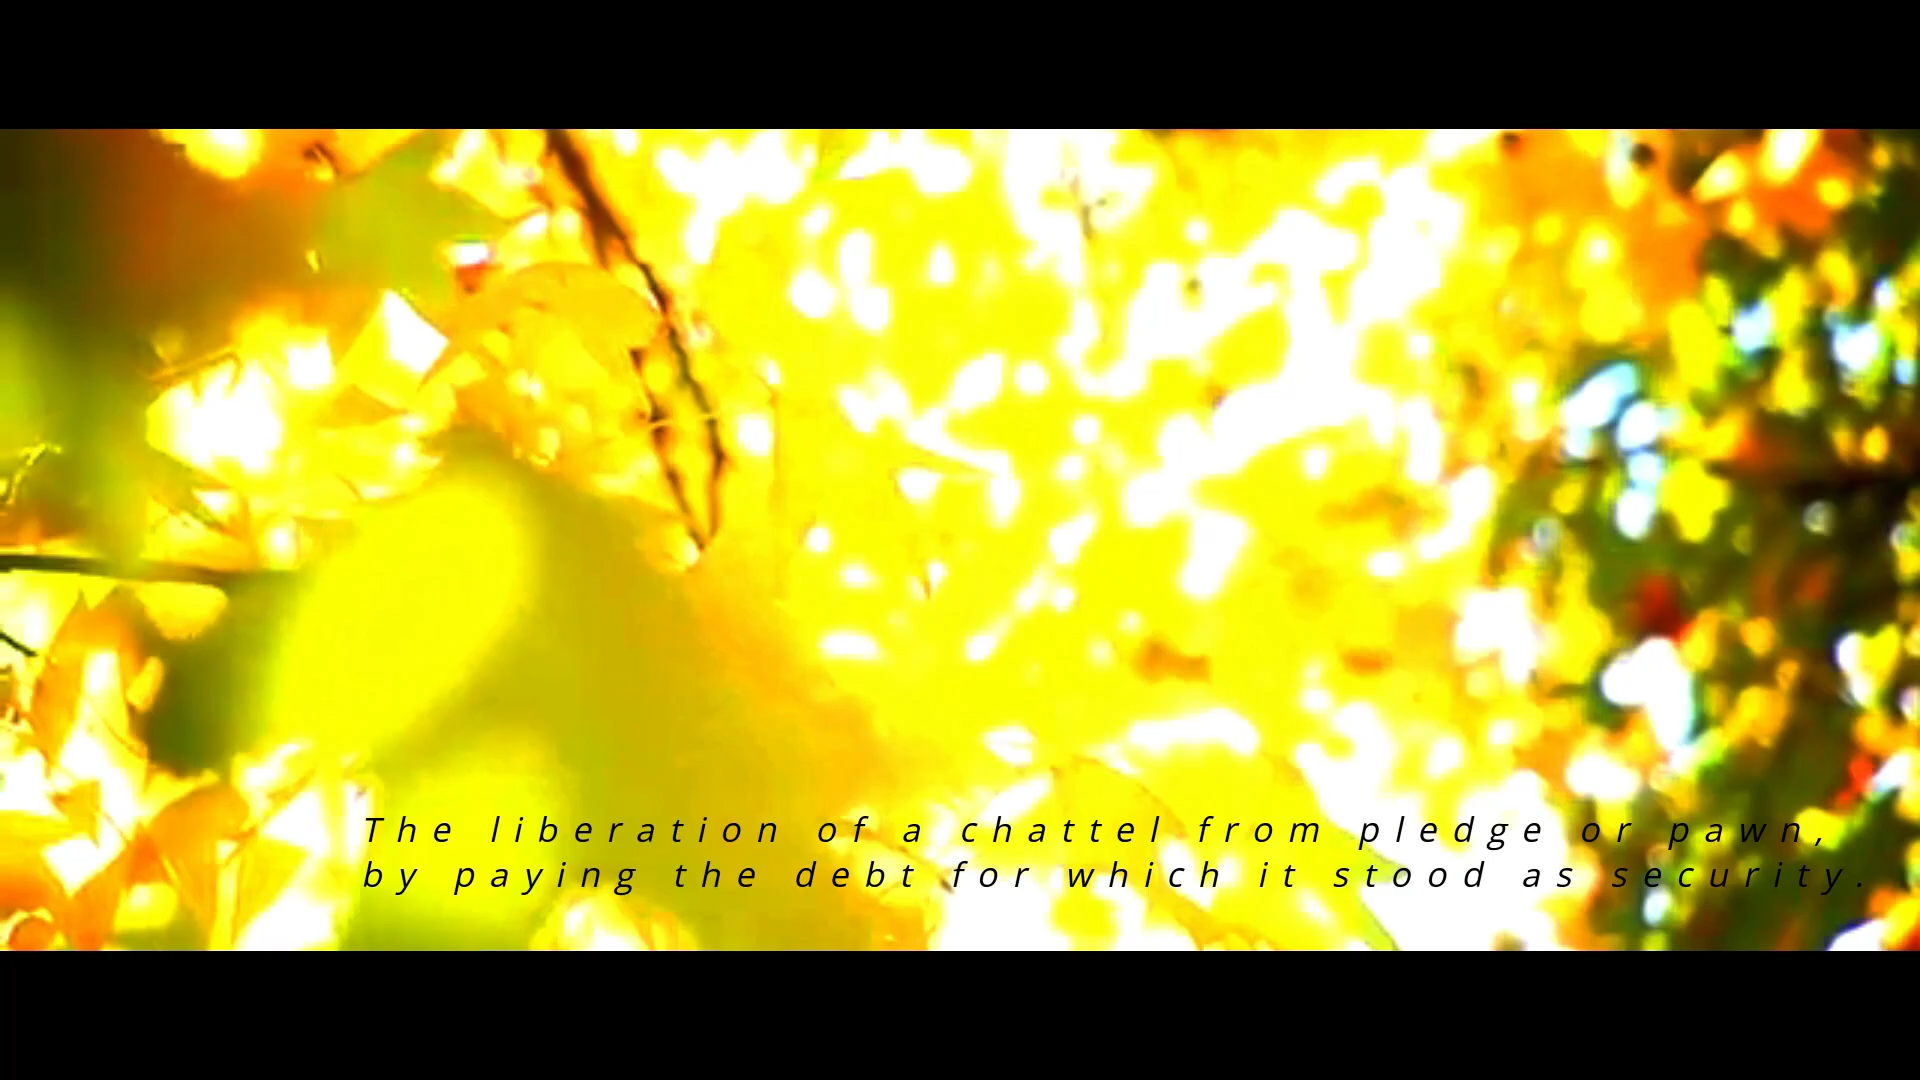 The liberation of a chattel from pledge or pawn,
by paying the debt for which it stood as security.